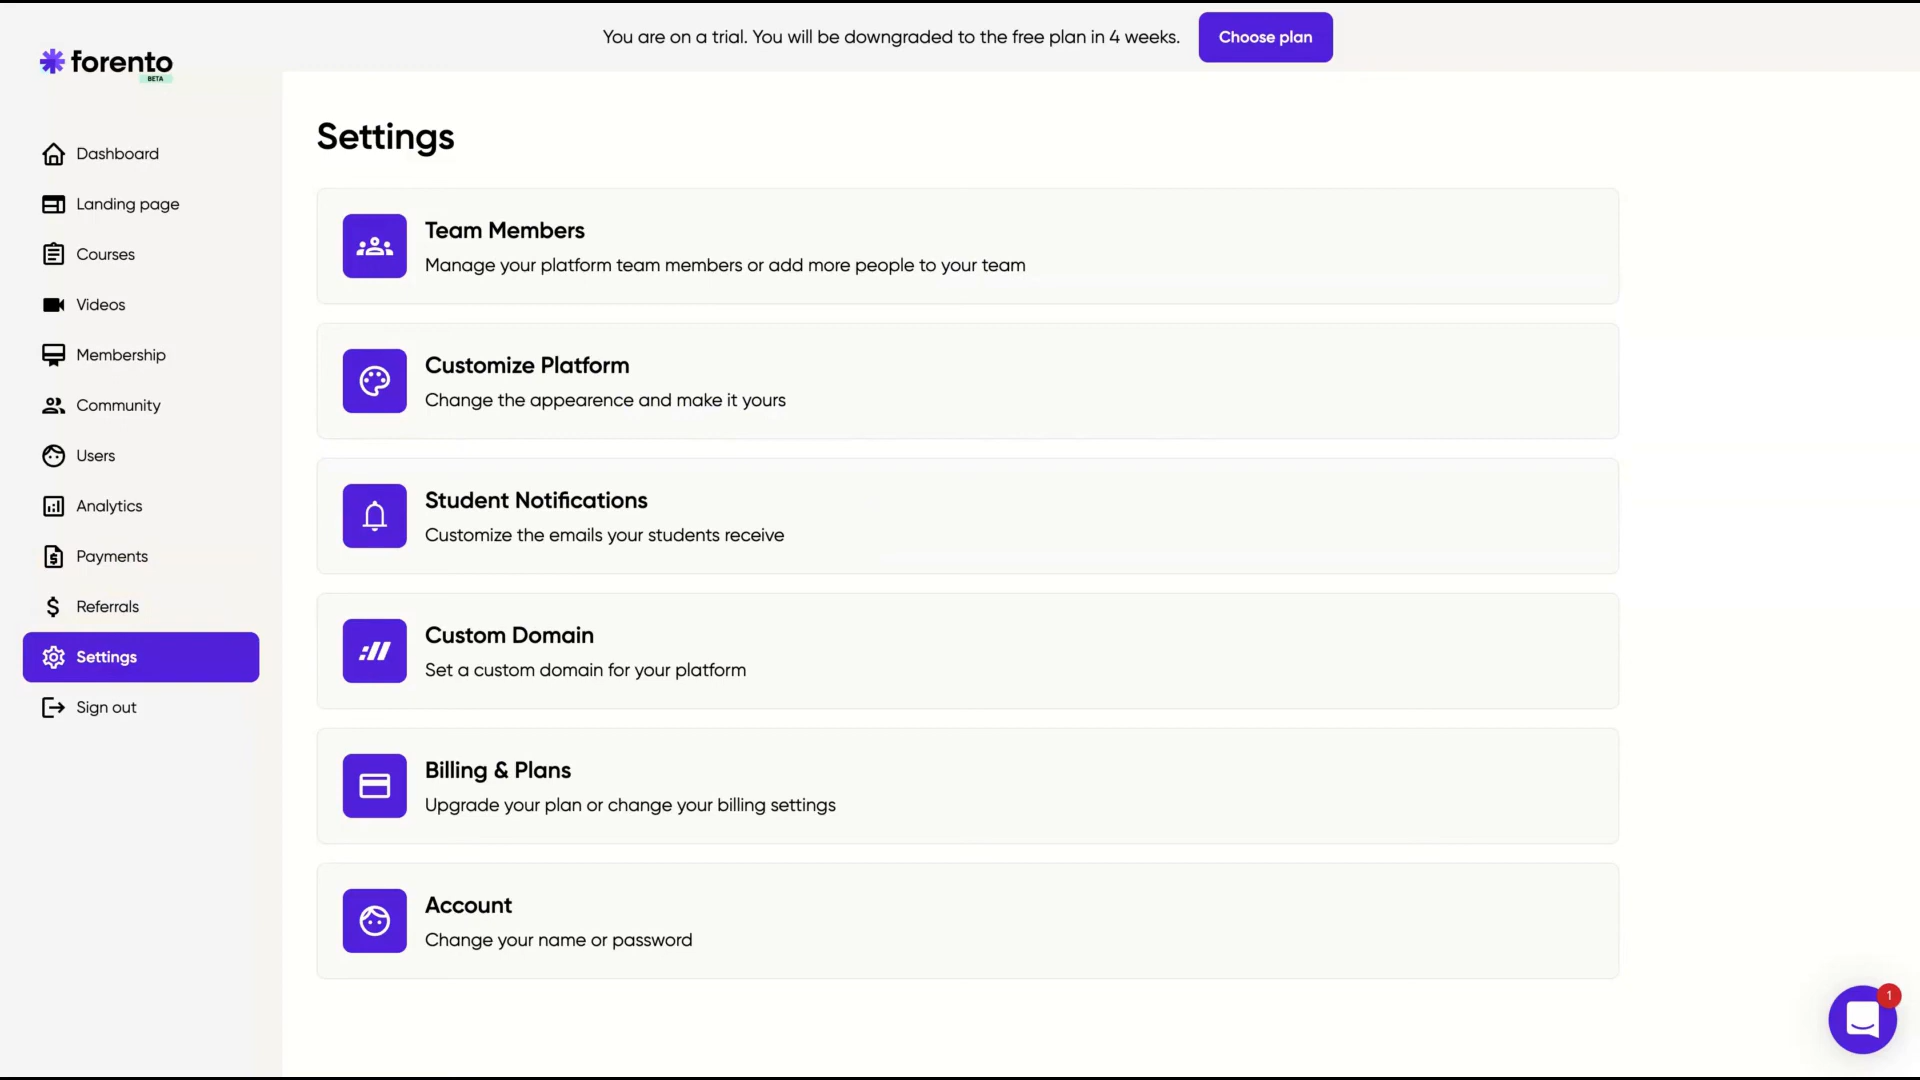 You are on a trial. You will be downgraded to the free plan in 4 weeks.
Choose plan
forento
BETA
Dashboard
Landing page
Courses
Videos
Membership
Community
Users
Analytics
Payments
Referrals
Settings
Sign out
Settings
Team Members
Manage your platform team members or add more people to your team
Customize Platform
Change the appearence and make it yours
Student Notifications
Customize the emails your students receive
Custom Domain
Set a custom domain for your platform
Billing & Plans
Upgrade your plan or change your billing settings
Account
Change your name or password
1